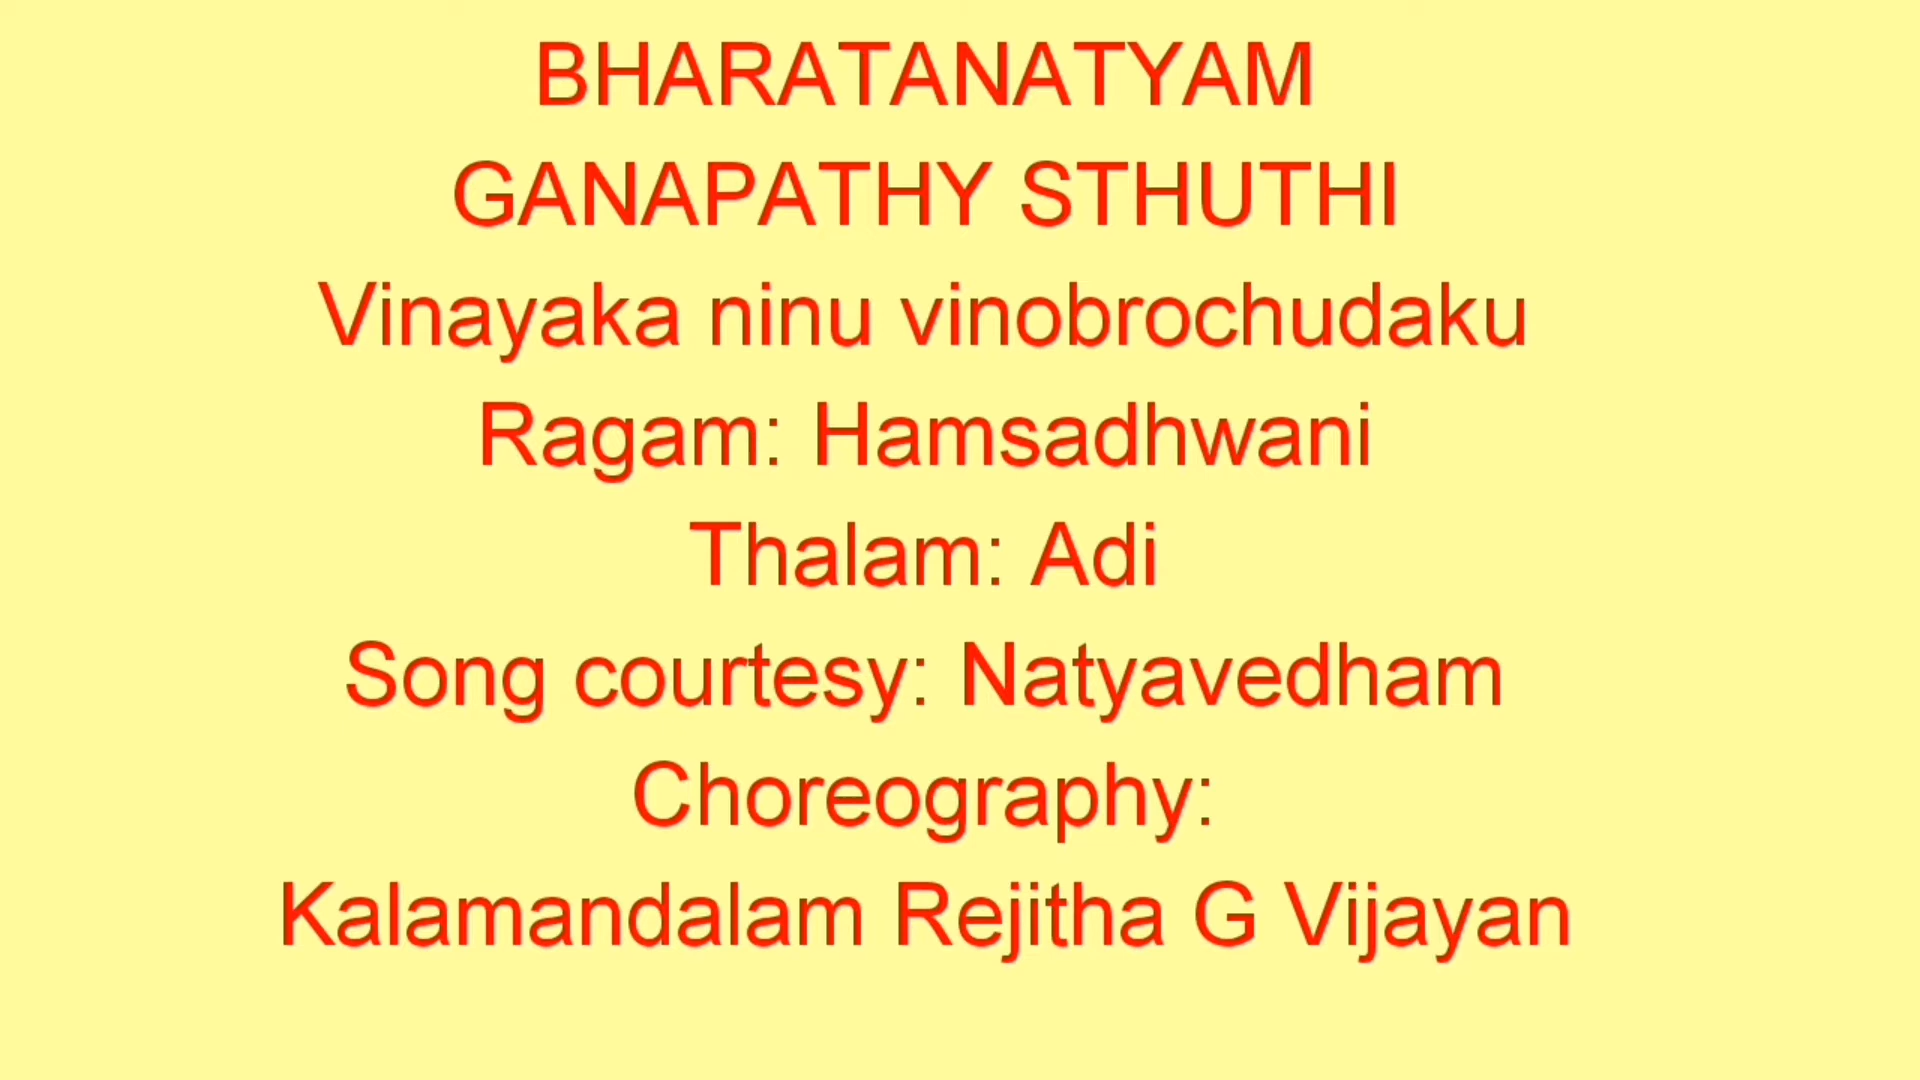 BHARATANATYAM
GANAPATHY STHUTHI
Vinayaka ninu vinobrochudaku
Ragam: Hamsadhwani
Thalam: Adi
Song courtesy: Natyavedham
Choreography:
Kalamandalam Rejitha G Vijayan